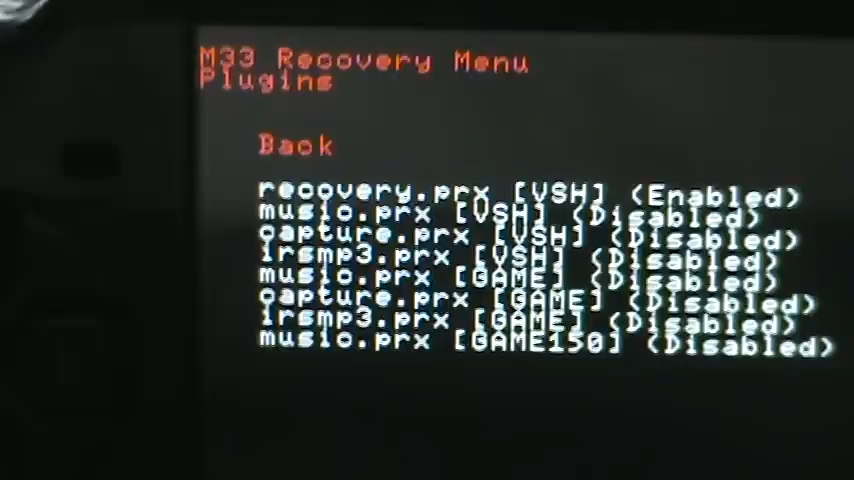 M33 Recovery Menu
Plugins
Back
recovery.prx [VSH] (Enabled)
music.prx [VSH] (Disabled)
capture.prx [VSH] (Disabled)
irsmp3.prx [VSH] (Disabled)
music.prx [GAME] (Disabled)
capture.prx [GAME] (Disabled)
irsmp3.prx [GAME] (Disabled)
music.prx [GAME150] (Disabled)